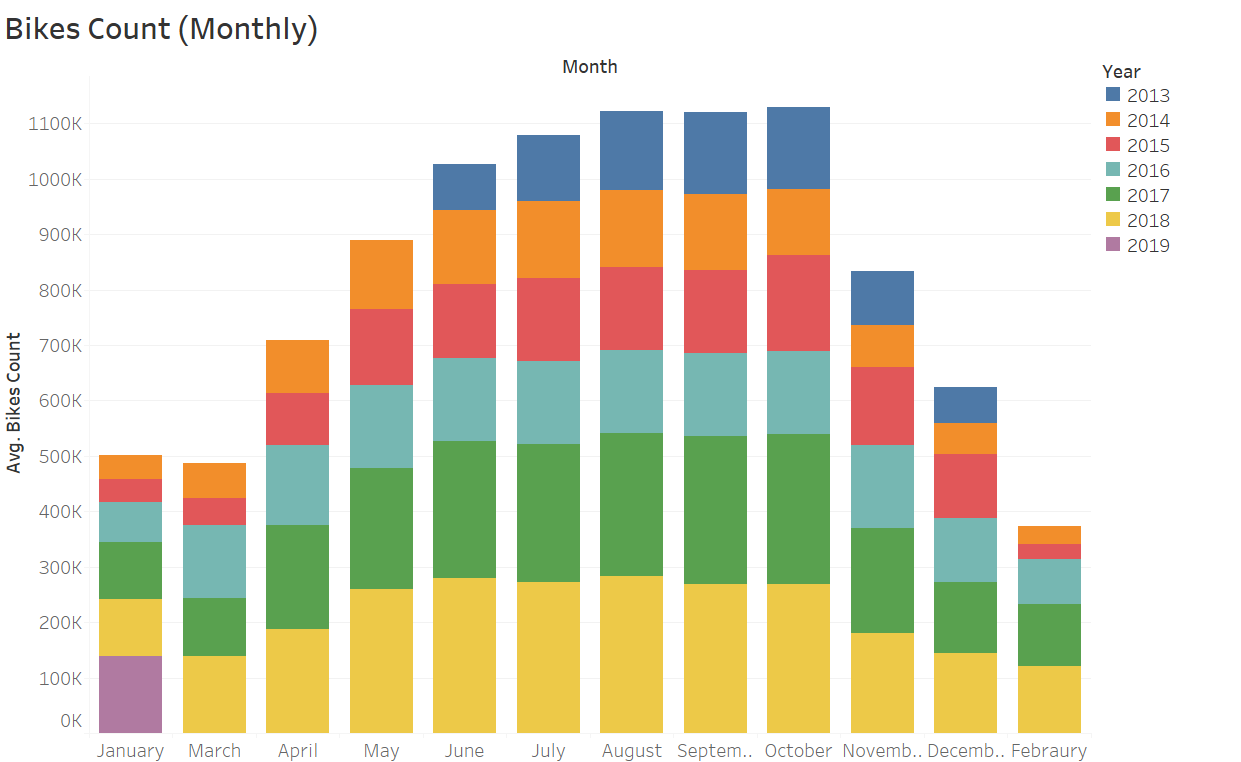 Bikes Count (Monthly)
Month
Year
2013
2014
2015
2016
2017
2018
2019
Avg. Bikes Count
1100K
1000K
900K
800K
700K
600K
500K
400K
300K
200K
100K
0K
January March April May June July August Septem.. October Novemb.. Decemb.. Febraury